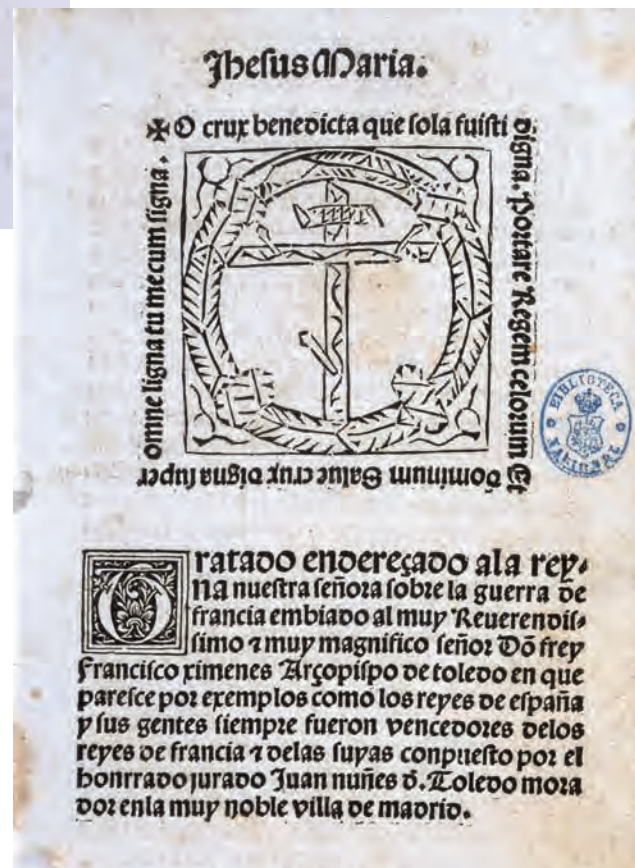 Jhesus Maria.
✠ O crux benedicta que sola fuisti
digna. Portare Regem celorum Et
Dominum Salue crux digna super
omne ligna tu mecum signa.
BIBLIOTECA NACIONAL
Tratado endereçado ala rey-
na nuestra señora sobre la guerra de
francia embiado al muy Reuerendis-
simo ⁊ muy magnifico señor Dõ frey
Francisco ximenes Arçopispo de toledo en que
paresce por exemplos como los reyes de españa
y sus gentes siempre fueron vencedores delos
reyes de francia ⁊ delas suyas conpuesto por el
honrrado jurado Juan nuñes d̓. Toledo mora
dor enla muy noble villa de madrid.